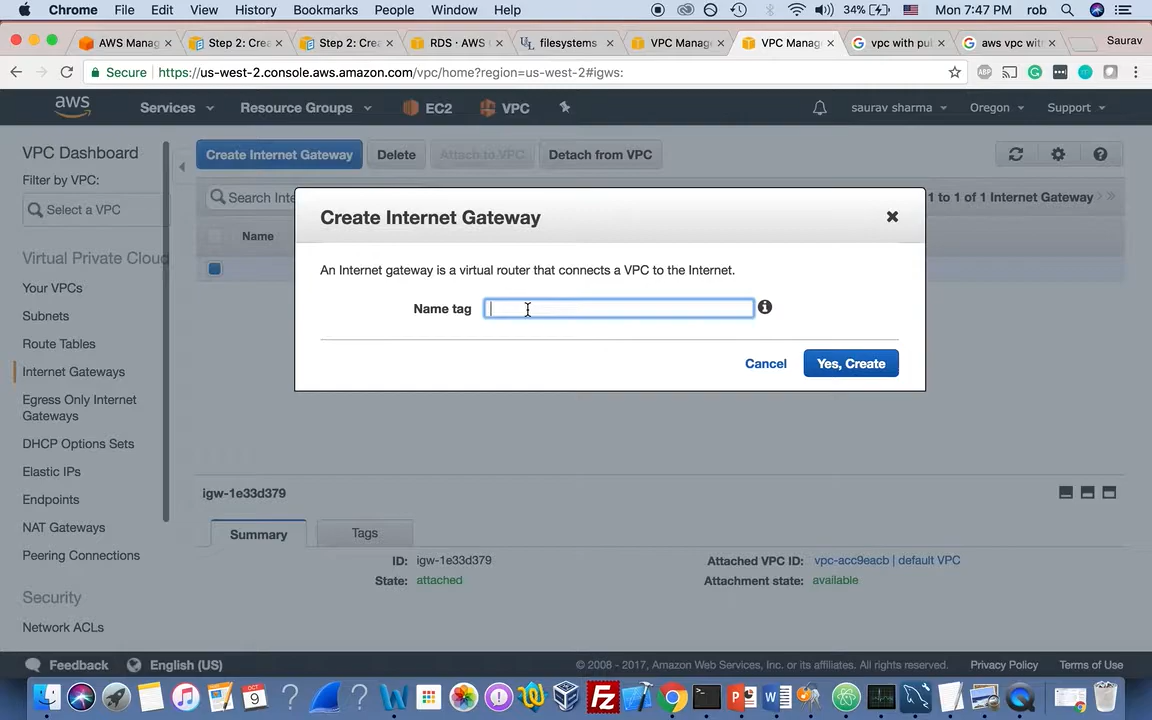 Chrome File Edit View History Bookmarks People Window Help 34% Mon 7:47 PM rob
AWS Manag Step 2: Crea Step 2: Crea RDS · AWS filesystems VPC Manag VPC Manag vpc with pul aws vpc wit Saurav
Secure https://us-west-2.console.aws.amazon.com/vpc/home?region=us-west-2#igws: ABP
aws Services Resource Groups EC2 VPC saurav sharma Oregon Support
VPC Dashboard
Filter by VPC:
Select a VPC
Virtual Private Cloud
Your VPCs
Subnets
Route Tables
Internet Gateways
Egress Only Internet
Gateways
DHCP Options Sets
Elastic IPs
Endpoints
NAT Gateways
Peering Connections
Security
Network ACLs
Create Internet Gateway Delete Attach to VPC Detach from VPC
Search Inte 1 to 1 of 1 Internet Gateway
Name
Create Internet Gateway
An Internet gateway is a virtual router that connects a VPC to the Internet.
Name tag
Cancel Yes, Create
igw-1e33d379
Summary Tags
ID: igw-1e33d379 Attached VPC ID: vpc-acc9eacb | default VPC
State: attached Attachment state: available
Feedback English (US) © 2008 - 2017, Amazon Web Services, Inc. or its affiliates. All rights reserved. Privacy Policy Terms of Use
OCT
9
FZ